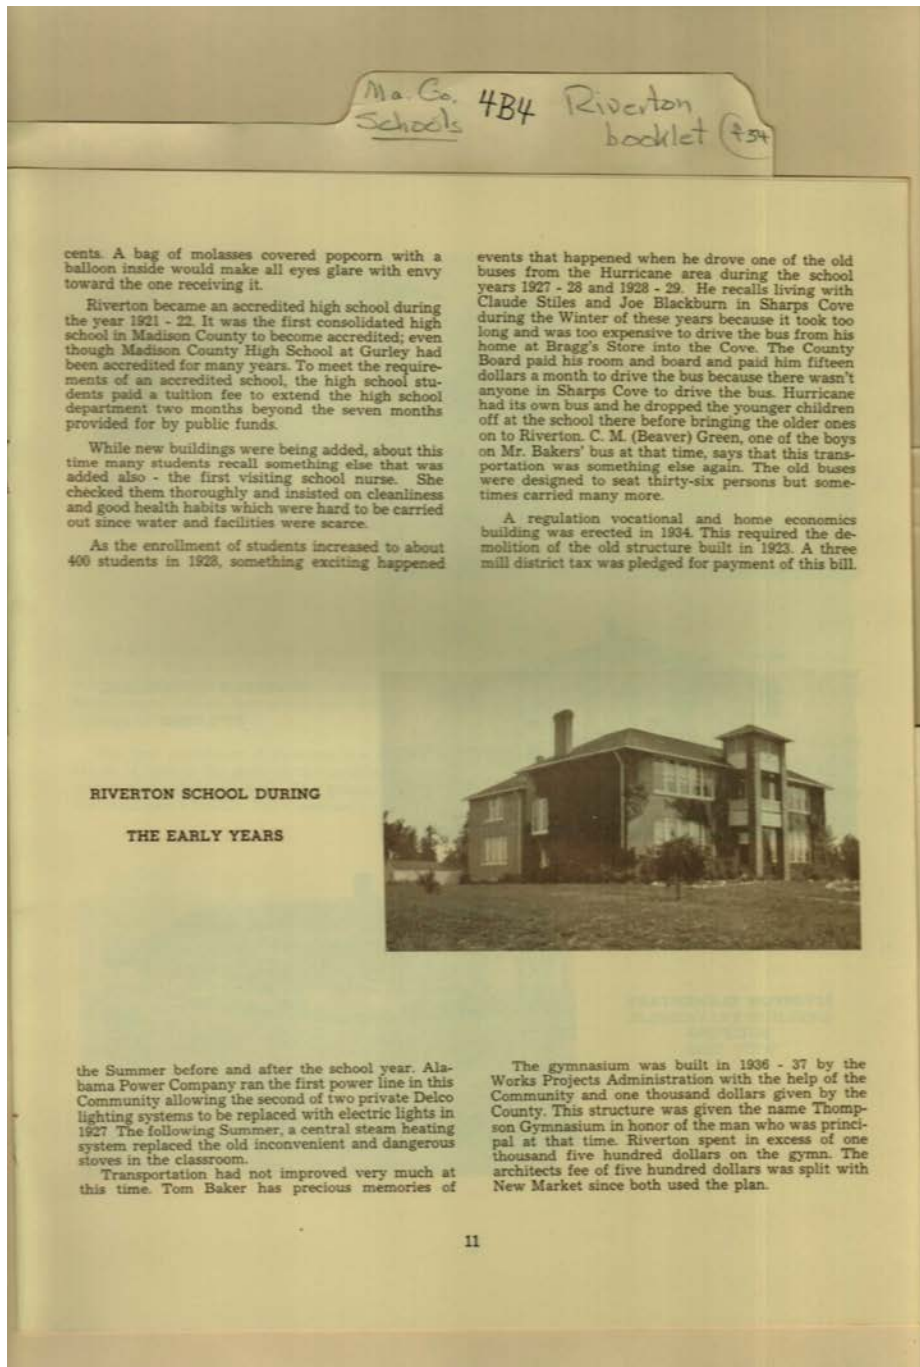 Ma. Co.
Schools
4B4
Riverton
booklet
cents. A bag of molasses covered popcorn with a
balloon inside would make all eyes glare with envy
toward the one receiving it.
Riverton became an accredited high school during
the year 1921 - 22. It was the first consolidated high
school in Madison County to become accredited; even
though Madison County High School at Gurley had
been accredited for many years. To meet the require-
ments of an accredited school, the high school stu-
dents paid a tuition fee to extend the high school
department two months beyond the seven months
provided for by public funds.
While new buildings were being added, about this
time many students recall something else that was
added also - the first visiting school nurse. She
checked them thoroughly and insisted on cleanliness
and good health habits which were hard to be carried
out since water and facilities were scarce.
As the enrollment of students increased to about
400 students in 1928, something exciting happened
RIVERTON SCHOOL DURING
THE EARLY YEARS
the Summer before and after the school year. Ala-
bama Power Company ran the first power line in this
Community allowing the second of two private Delco
lighting systems to be replaced with electric lights in
1927 The following Summer, a central steam heating
system replaced the old inconvenient and dangerous
stoves in the classroom.
Transportation had not improved very much at
this time. Tom Baker has precious memories of
events that happened when he drove one of the old
buses from the Hurricane area during the school
years 1927 - 28 and 1928 - 29. He recalls living with
Claude Stiles and Joe Blackburn in Sharps Cove
during the Winter of these years because it took too
long and was too expensive to drive the bus from his
home at Bragg's Store into the Cove. The County
Board paid his room and board and paid him fifteen
dollars a month to drive the bus because there wasn't
anyone in Sharps Cove to drive the bus. Hurricane
had its own bus and he dropped the younger children
off at the school there before bringing the older ones
on to Riverton. C. M. (Beaver) Green, one of the boys
on Mr. Bakers' bus at that time, says that this trans-
portation was something else again. The old buses
were designed to seat thirty-six persons but some-
times carried many more.
A regulation vocational and home economics
building was erected in 1934. This required the de-
molition of the old structure built in 1923. A three
mill district tax was pledged for payment of this bill.
The gymnasium was built in 1936 - 37 by the
Works Projects Administration with the help of the
Community and one thousand dollars given by the
County. This structure was given the name Thomp-
son Gymnasium in honor of the man who was princi-
pal at that time. Riverton spent in excess of one
thousand five hundred dollars on the gymn. The
architects fee of five hundred dollars was split with
New Market since both used the plan.
11